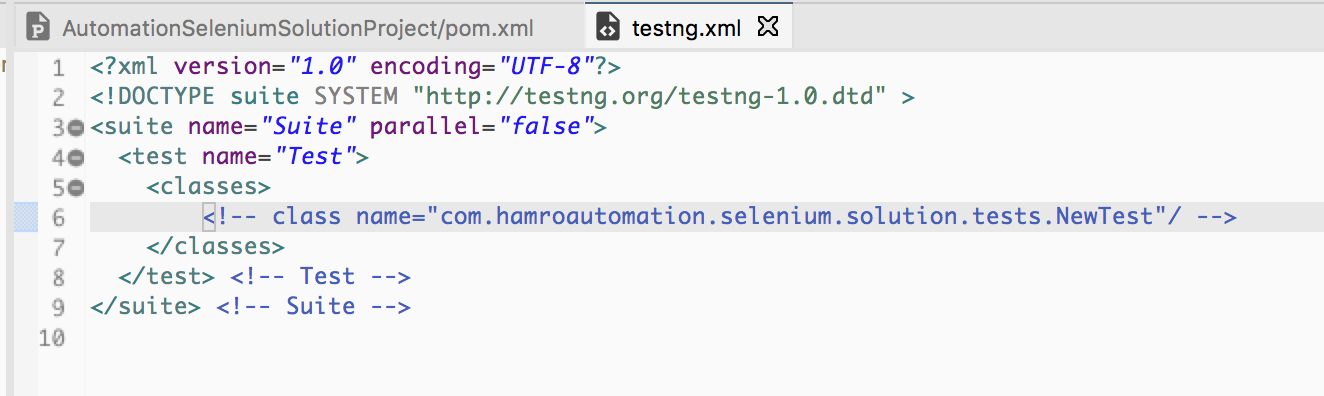 AutomationSeleniumSolutionProject/pom.xml testng.xml
1 <?xml version="1.0" encoding="UTF-8"?>
2 <!DOCTYPE suite SYSTEM "http://testng.org/testng-1.0.dtd" >
3 <suite name="Suite" parallel="false">
4 <test name="Test">
5 <classes>
6 <!-- class name="com.hamroautomation.selenium.solution.tests.NewTest"/ -->
7 </classes>
8 </test> <!-- Test -->
9 </suite> <!-- Suite -->
10